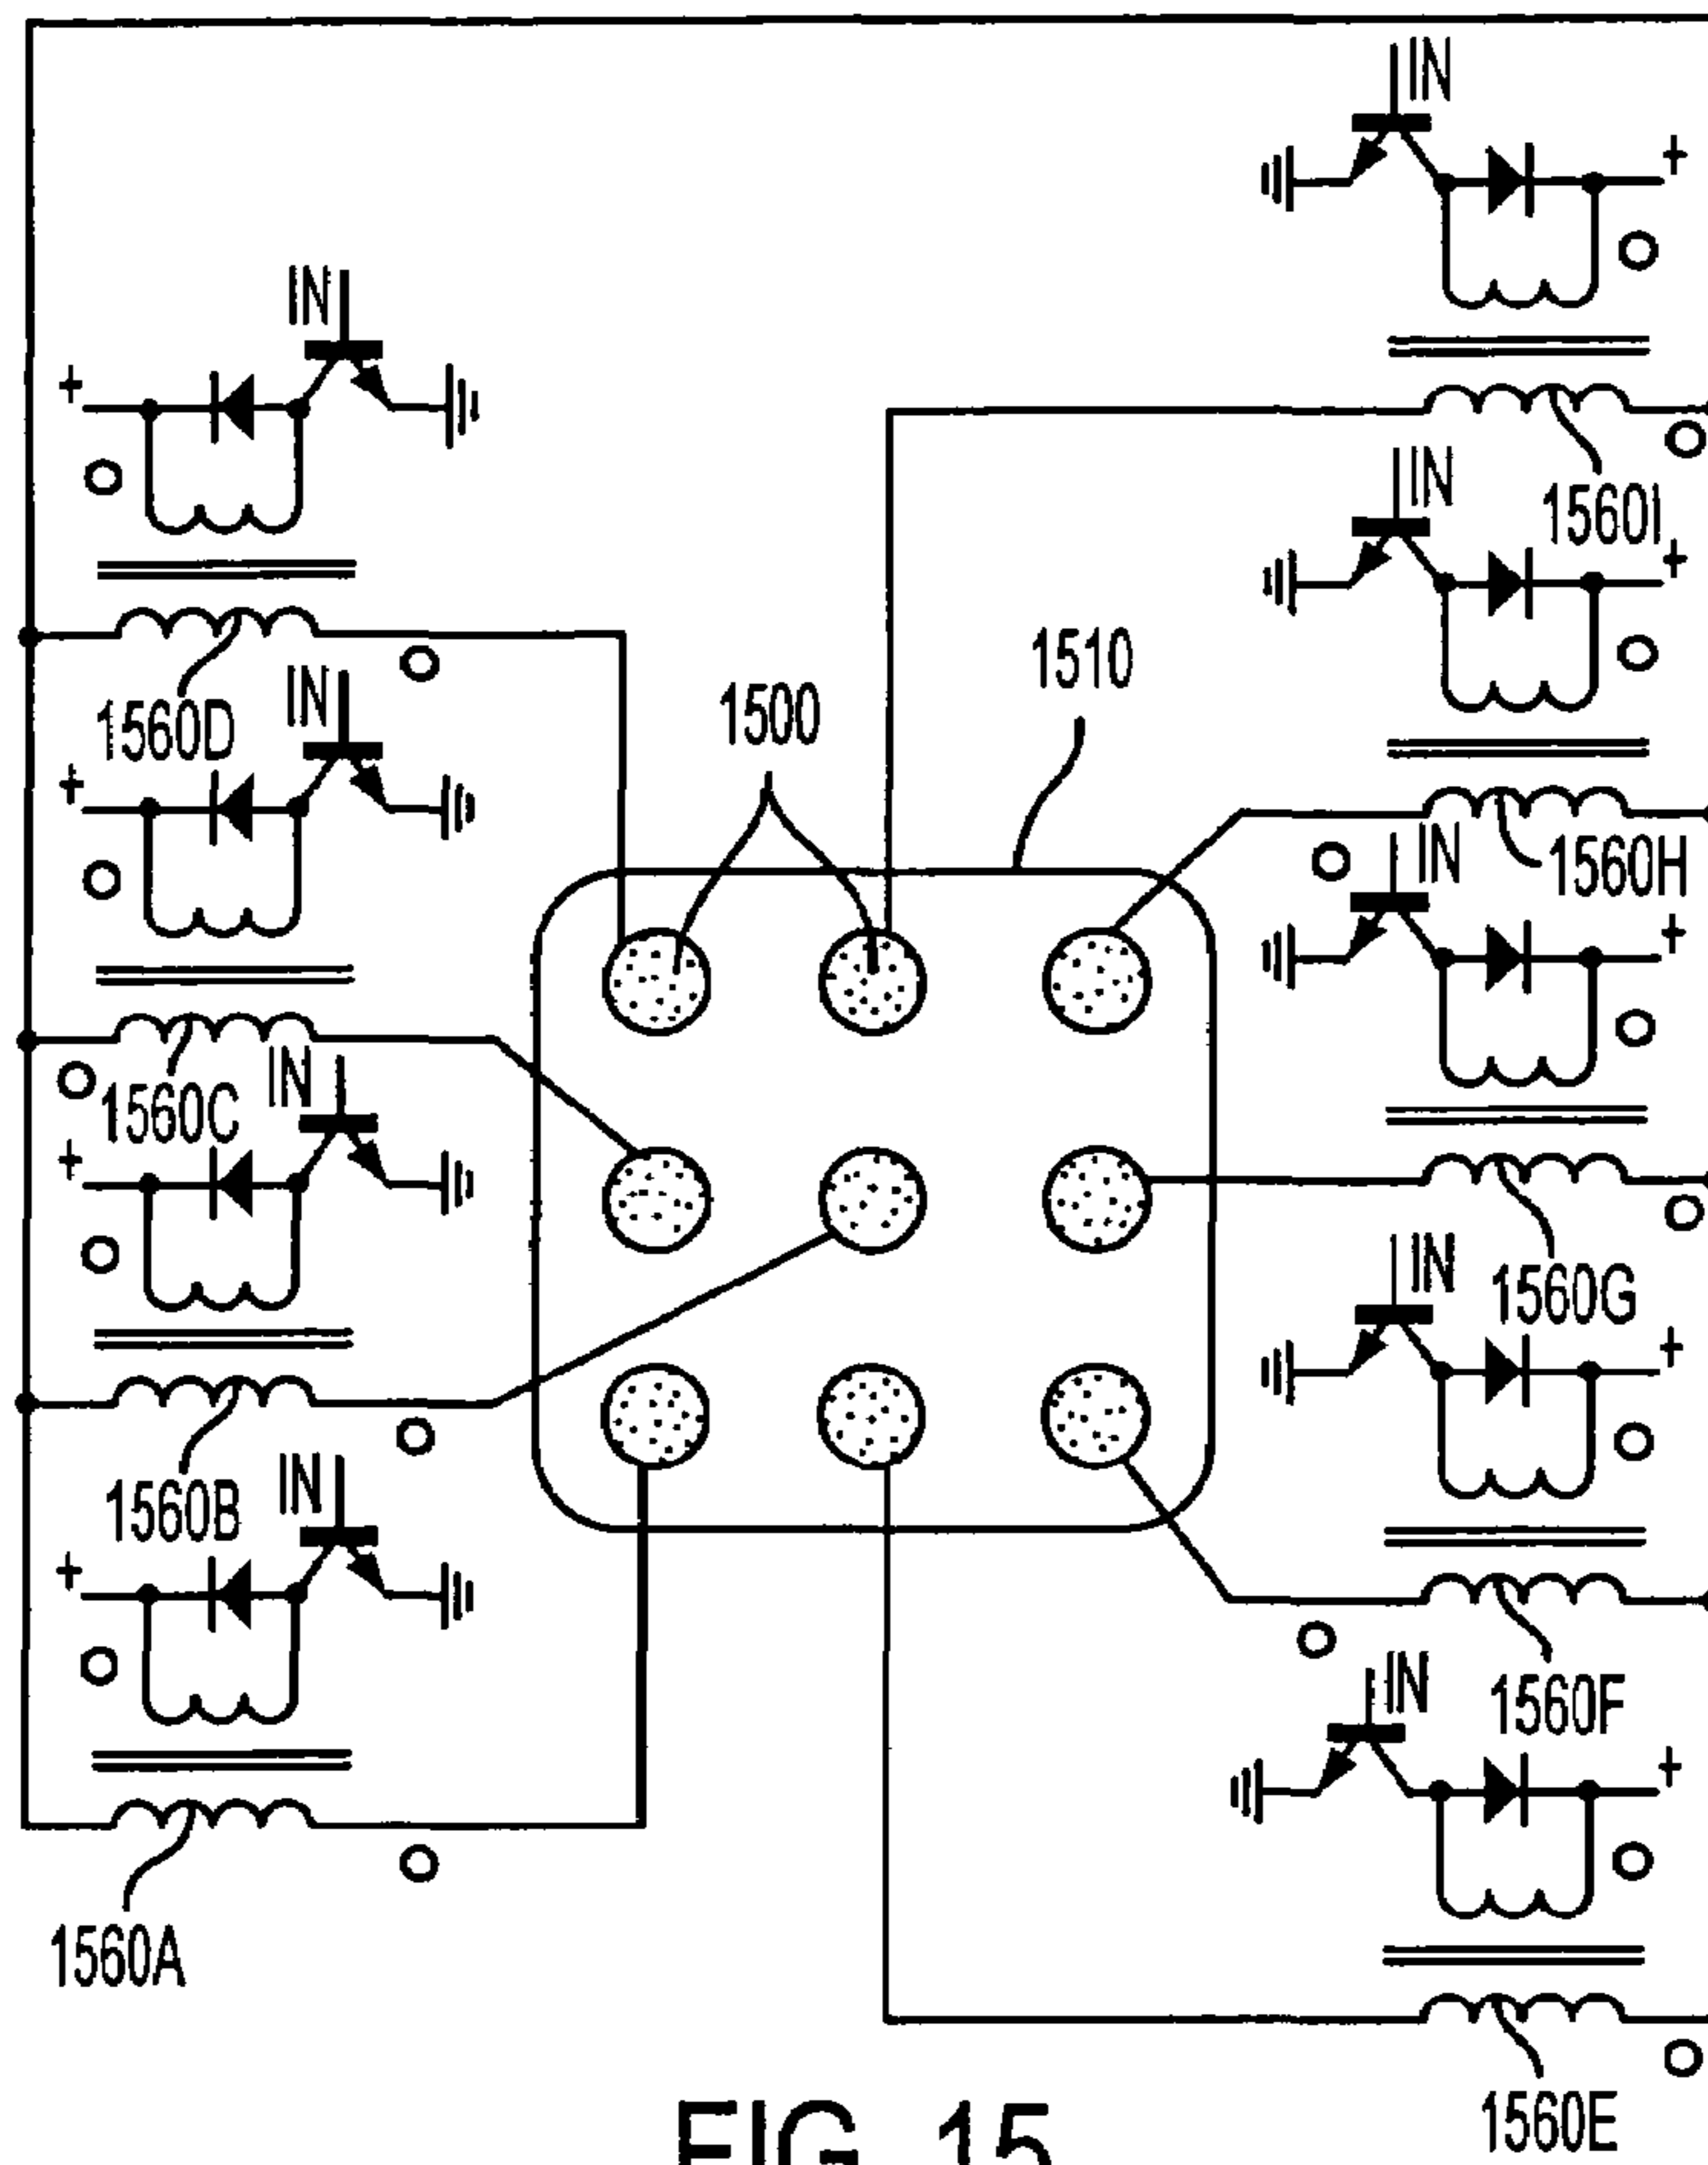 IN
+
IN
+
1560I
IN
+
1560D
IN
+
1500
1510
IN
+
1560H
IN
+
1560C
IN
+
1560G
IN
+
1560B
IN
+
1560F
IN
+
1560A
1560E
FIG. 15